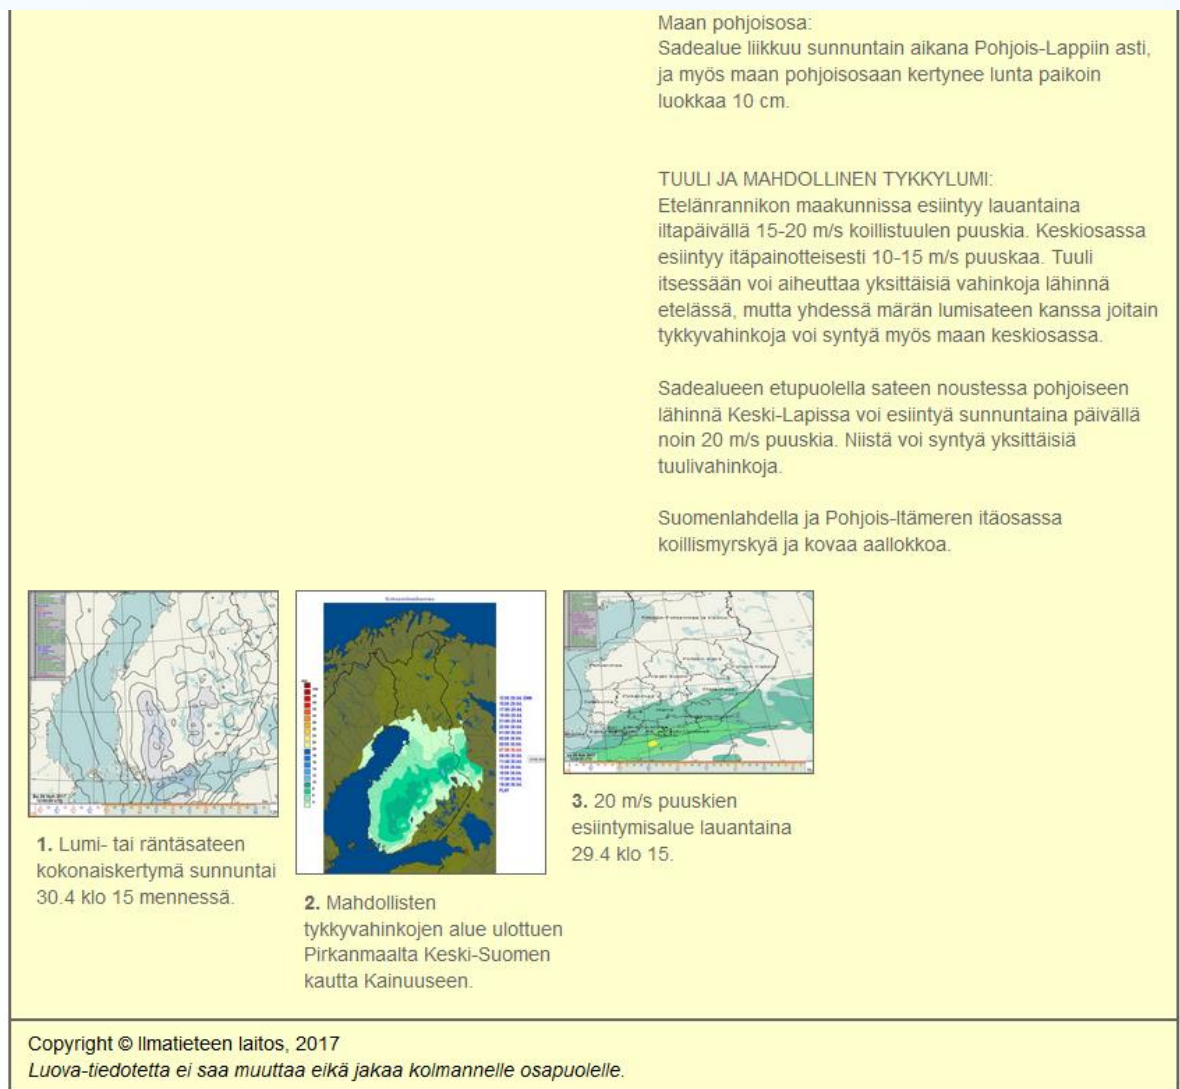 Maan pohjoisosa:
Sadealue liikkuu sunnuntain aikana Pohjois-Lappiin asti,
ja myös maan pohjoisosaan kertynee lunta paikoin
luokkaa 10 cm.
TUULI JA MAHDOLLINEN TYKKYLUMI:
Etelänrannikon maakunnissa esiintyy lauantaina
iltapäivällä 15-20 m/s koillistuulen puuskia. Keskiosassa
esiintyy itäpainotteisesti 10-15 m/s puuskaa. Tuuli
itsessään voi aiheuttaa yksittäisiä vahinkoja lähinnä
etelässä, mutta yhdessä märän lumisateen kanssa joitain
tykkyvahinkoja voi syntyä myös maan keskiosassa.
Sadealueen etupuolella sateen noustessa pohjoiseen
lähinnä Keski-Lapissa voi esiintyä sunnuntaina päivällä
noin 20 m/s puuskia. Niistä voi syntyä yksittäisiä
tuulivahinkoja.
Suomenlahdella ja Pohjois-Itämeren itäosassa
koillismyrskyä ja kovaa aallokkoa.
1. Lumi- tai räntäsateen
kokonaiskertymä sunnuntai
30.4 klo 15 mennessä.
2. Mahdollisten
tykkyvahinkojen alue ulottuen
Pirkanmaalta Keski-Suomen
kautta Kainuuseen.
3. 20 m/s puuskien
esiintymisalue lauantaina
29.4 klo 15.
Copyright © Ilmatieteen laitos, 2017
Luova-tiedotetta ei saa muuttaa eikä jakaa kolmannelle osapuolelle.